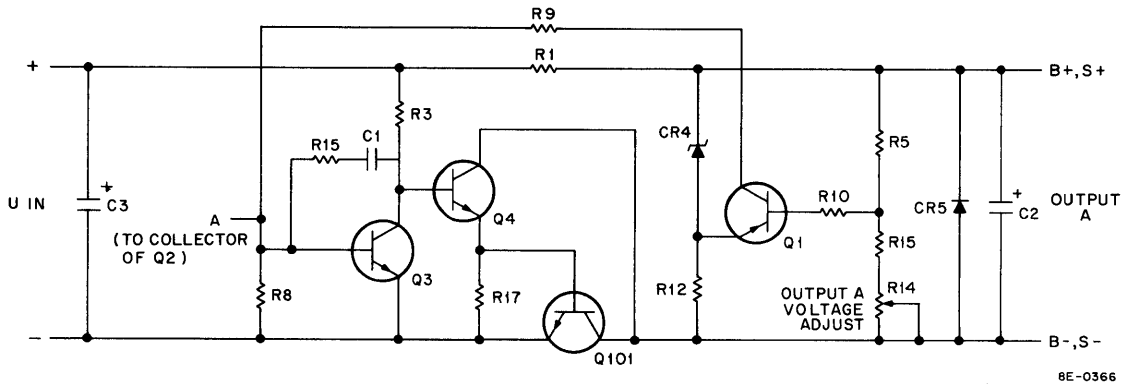 R9
R1
+
B+,S+
R3
C1
R15
CR4
R5
U IN
+
C3
Q4
R10
CR5
+
C2
OUTPUT
A
A
(TO COLLECTOR
OF Q2)
Q1
R15
Q3
R8
R17
R12
R14
OUTPUT A
VOLTAGE
ADJUST
−
Q101
B-,S-
8E-0366